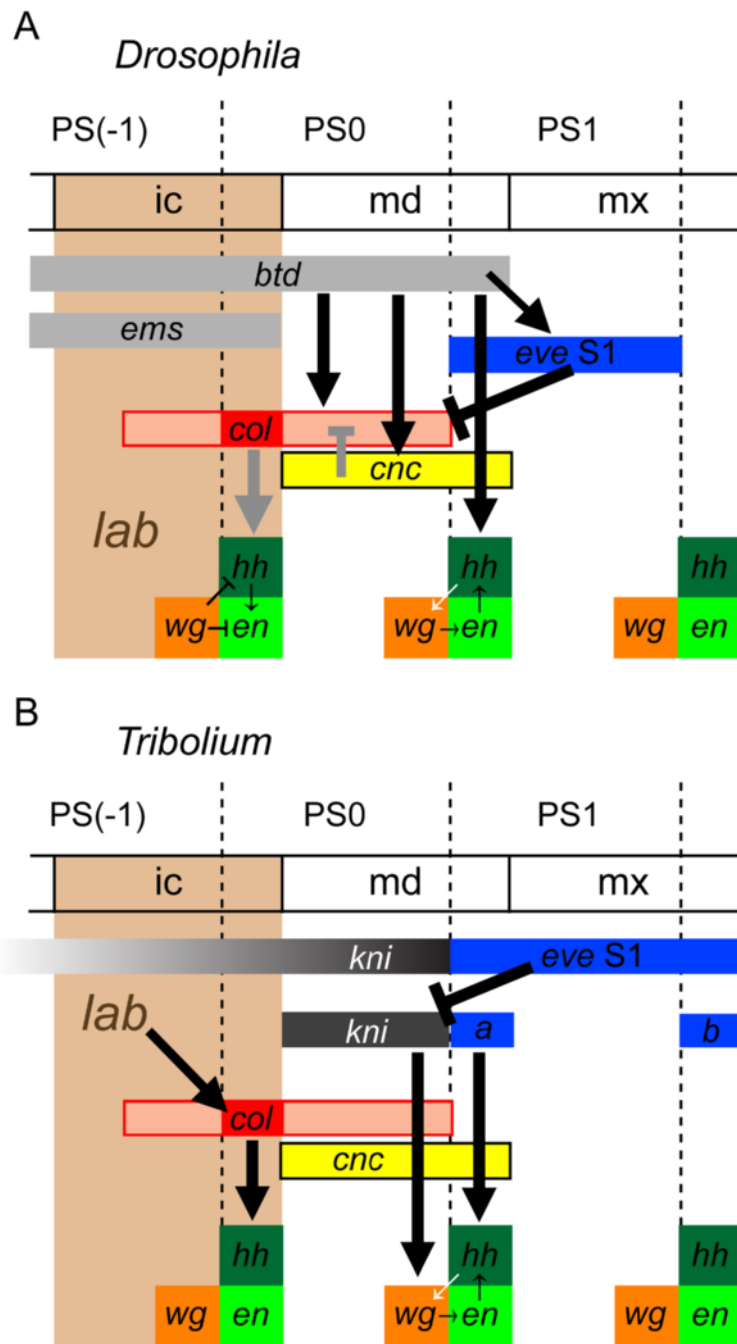 A
Drosophila
PS(-1) PS0 PS1
ic md mx
btd
ems
eve S1
col
cnc
lab
hh hh hh
wg en wg en wg en
B
Tribolium
PS(-1) PS0 PS1
ic md mx
kni eve S1
lab
kni a b
col
cnc
hh hh hh
wg en wg en wg en